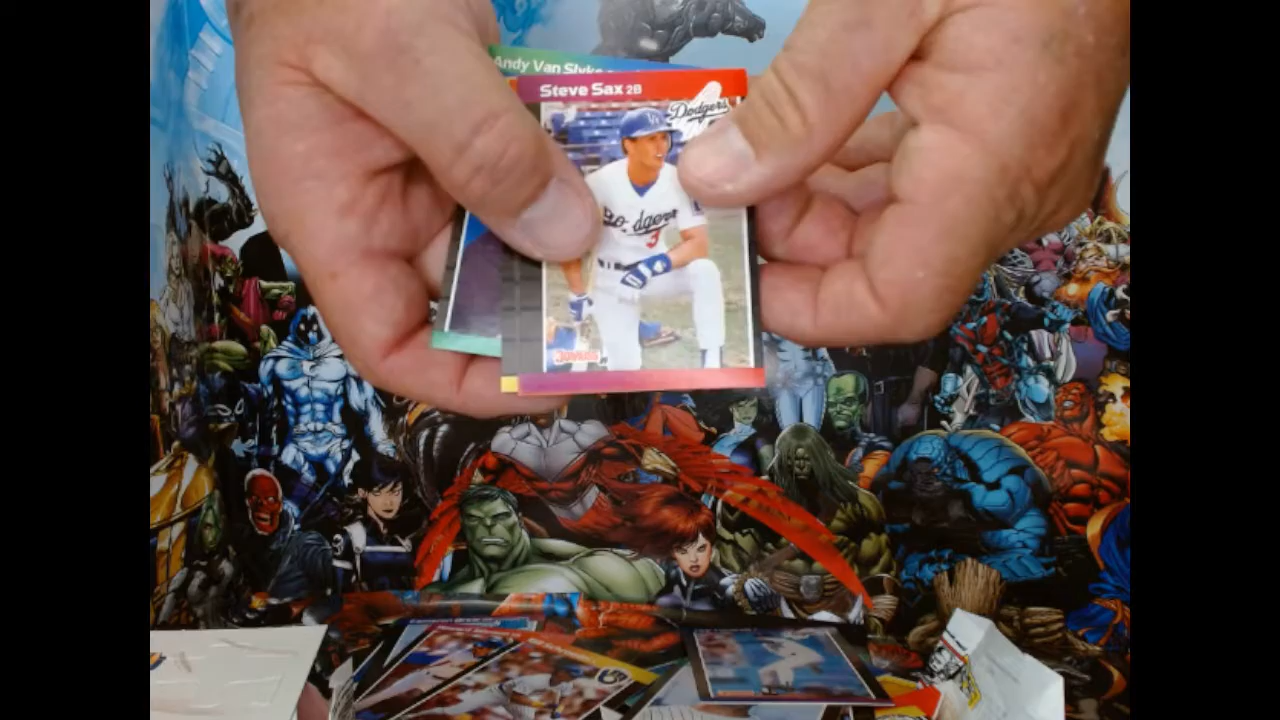 Andy Van Slyke
Steve Sax 2B
Dodgers
Dodgers
3
Donruss